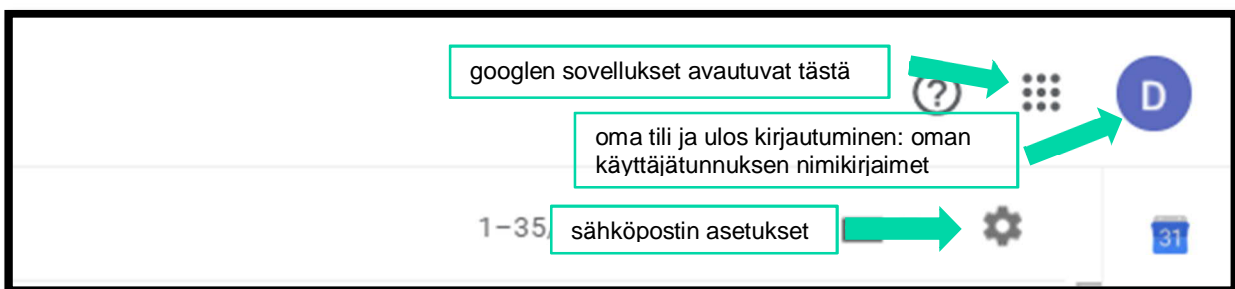 googlen sovellukset avautuvat tästä
?
D
oma tili ja ulos kirjautuminen: oman
käyttäjätunnuksen nimikirjaimet
1–35
sähköpostin asetukset
31